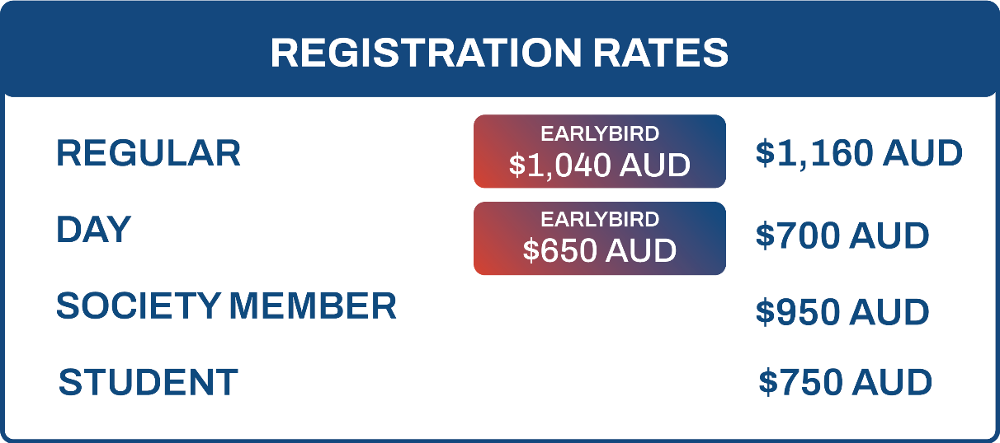 REGISTRATION RATES
REGULAR
EARLYBIRD
$1,040 AUD
$1,160 AUD
DAY
EARLYBIRD
$650 AUD
$700 AUD
SOCIETY MEMBER
$950 AUD
STUDENT
$750 AUD